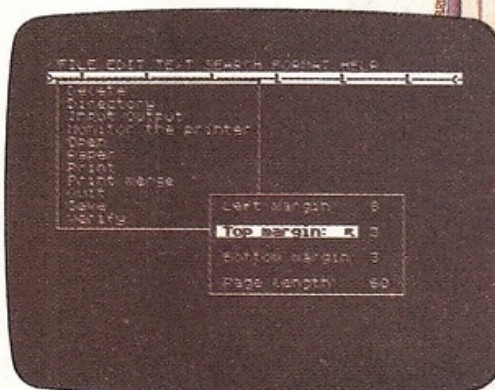 FILE EDIT TEXT SEARCH FORMAT HELP
Delete
Directory
Input output
Monitor the printer
Open
Paper
Print
Print merge
Quit
Save
Verify
Left Margin 8
Top margin: 3
Bottom margin 3
Page length 60